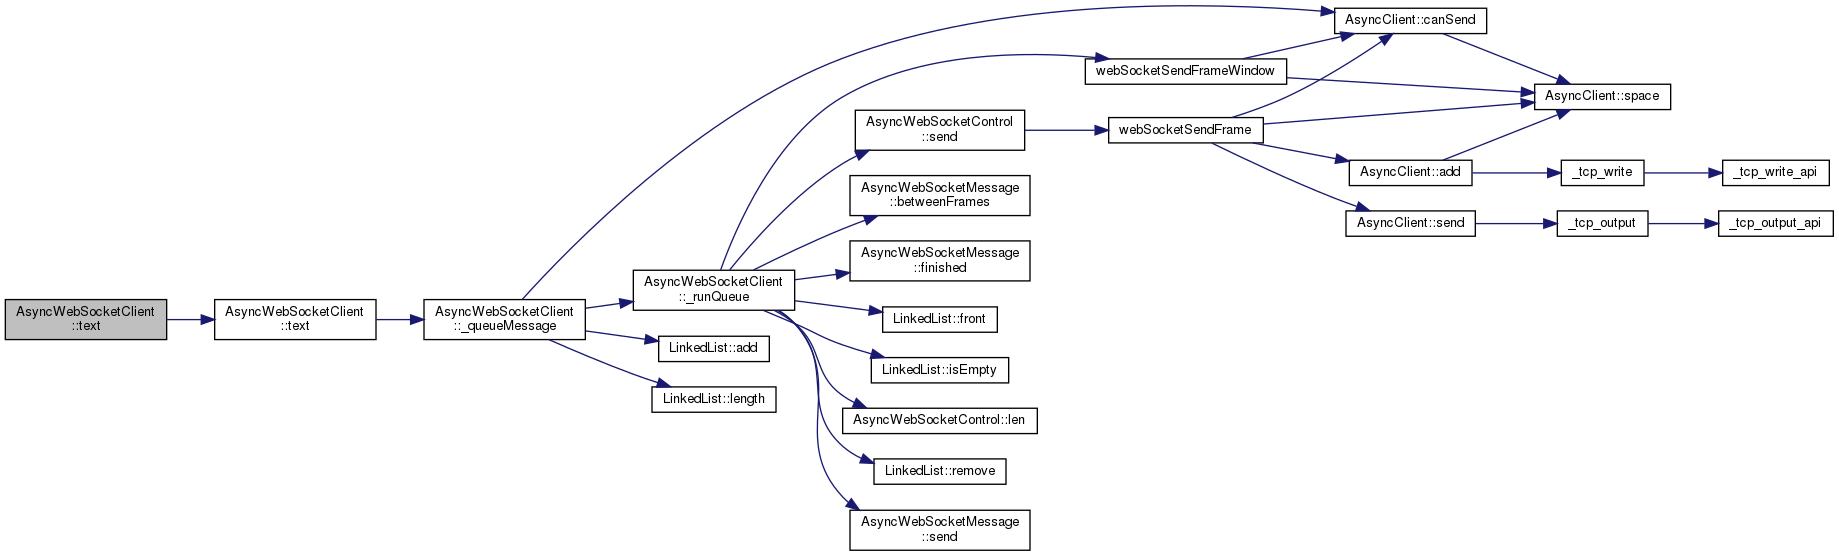 AsyncWebSocketClient
::text
AsyncWebSocketClient
::text
AsyncWebSocketClient
::_queueMessage
AsyncWebSocketClient
::_runQueue
LinkedList::add
LinkedList::length
AsyncWebSocketControl
::send
AsyncWebSocketMessage
::betweenFrames
AsyncWebSocketMessage
::finished
LinkedList::front
LinkedList::isEmpty
AsyncWebSocketControl::len
LinkedList::remove
AsyncWebSocketMessage
::send
webSocketSendFrameWindow
webSocketSendFrame
AsyncClient::canSend
AsyncClient::space
AsyncClient::add
AsyncClient::send
_tcp_write
_tcp_output
_tcp_write_api
_tcp_output_api